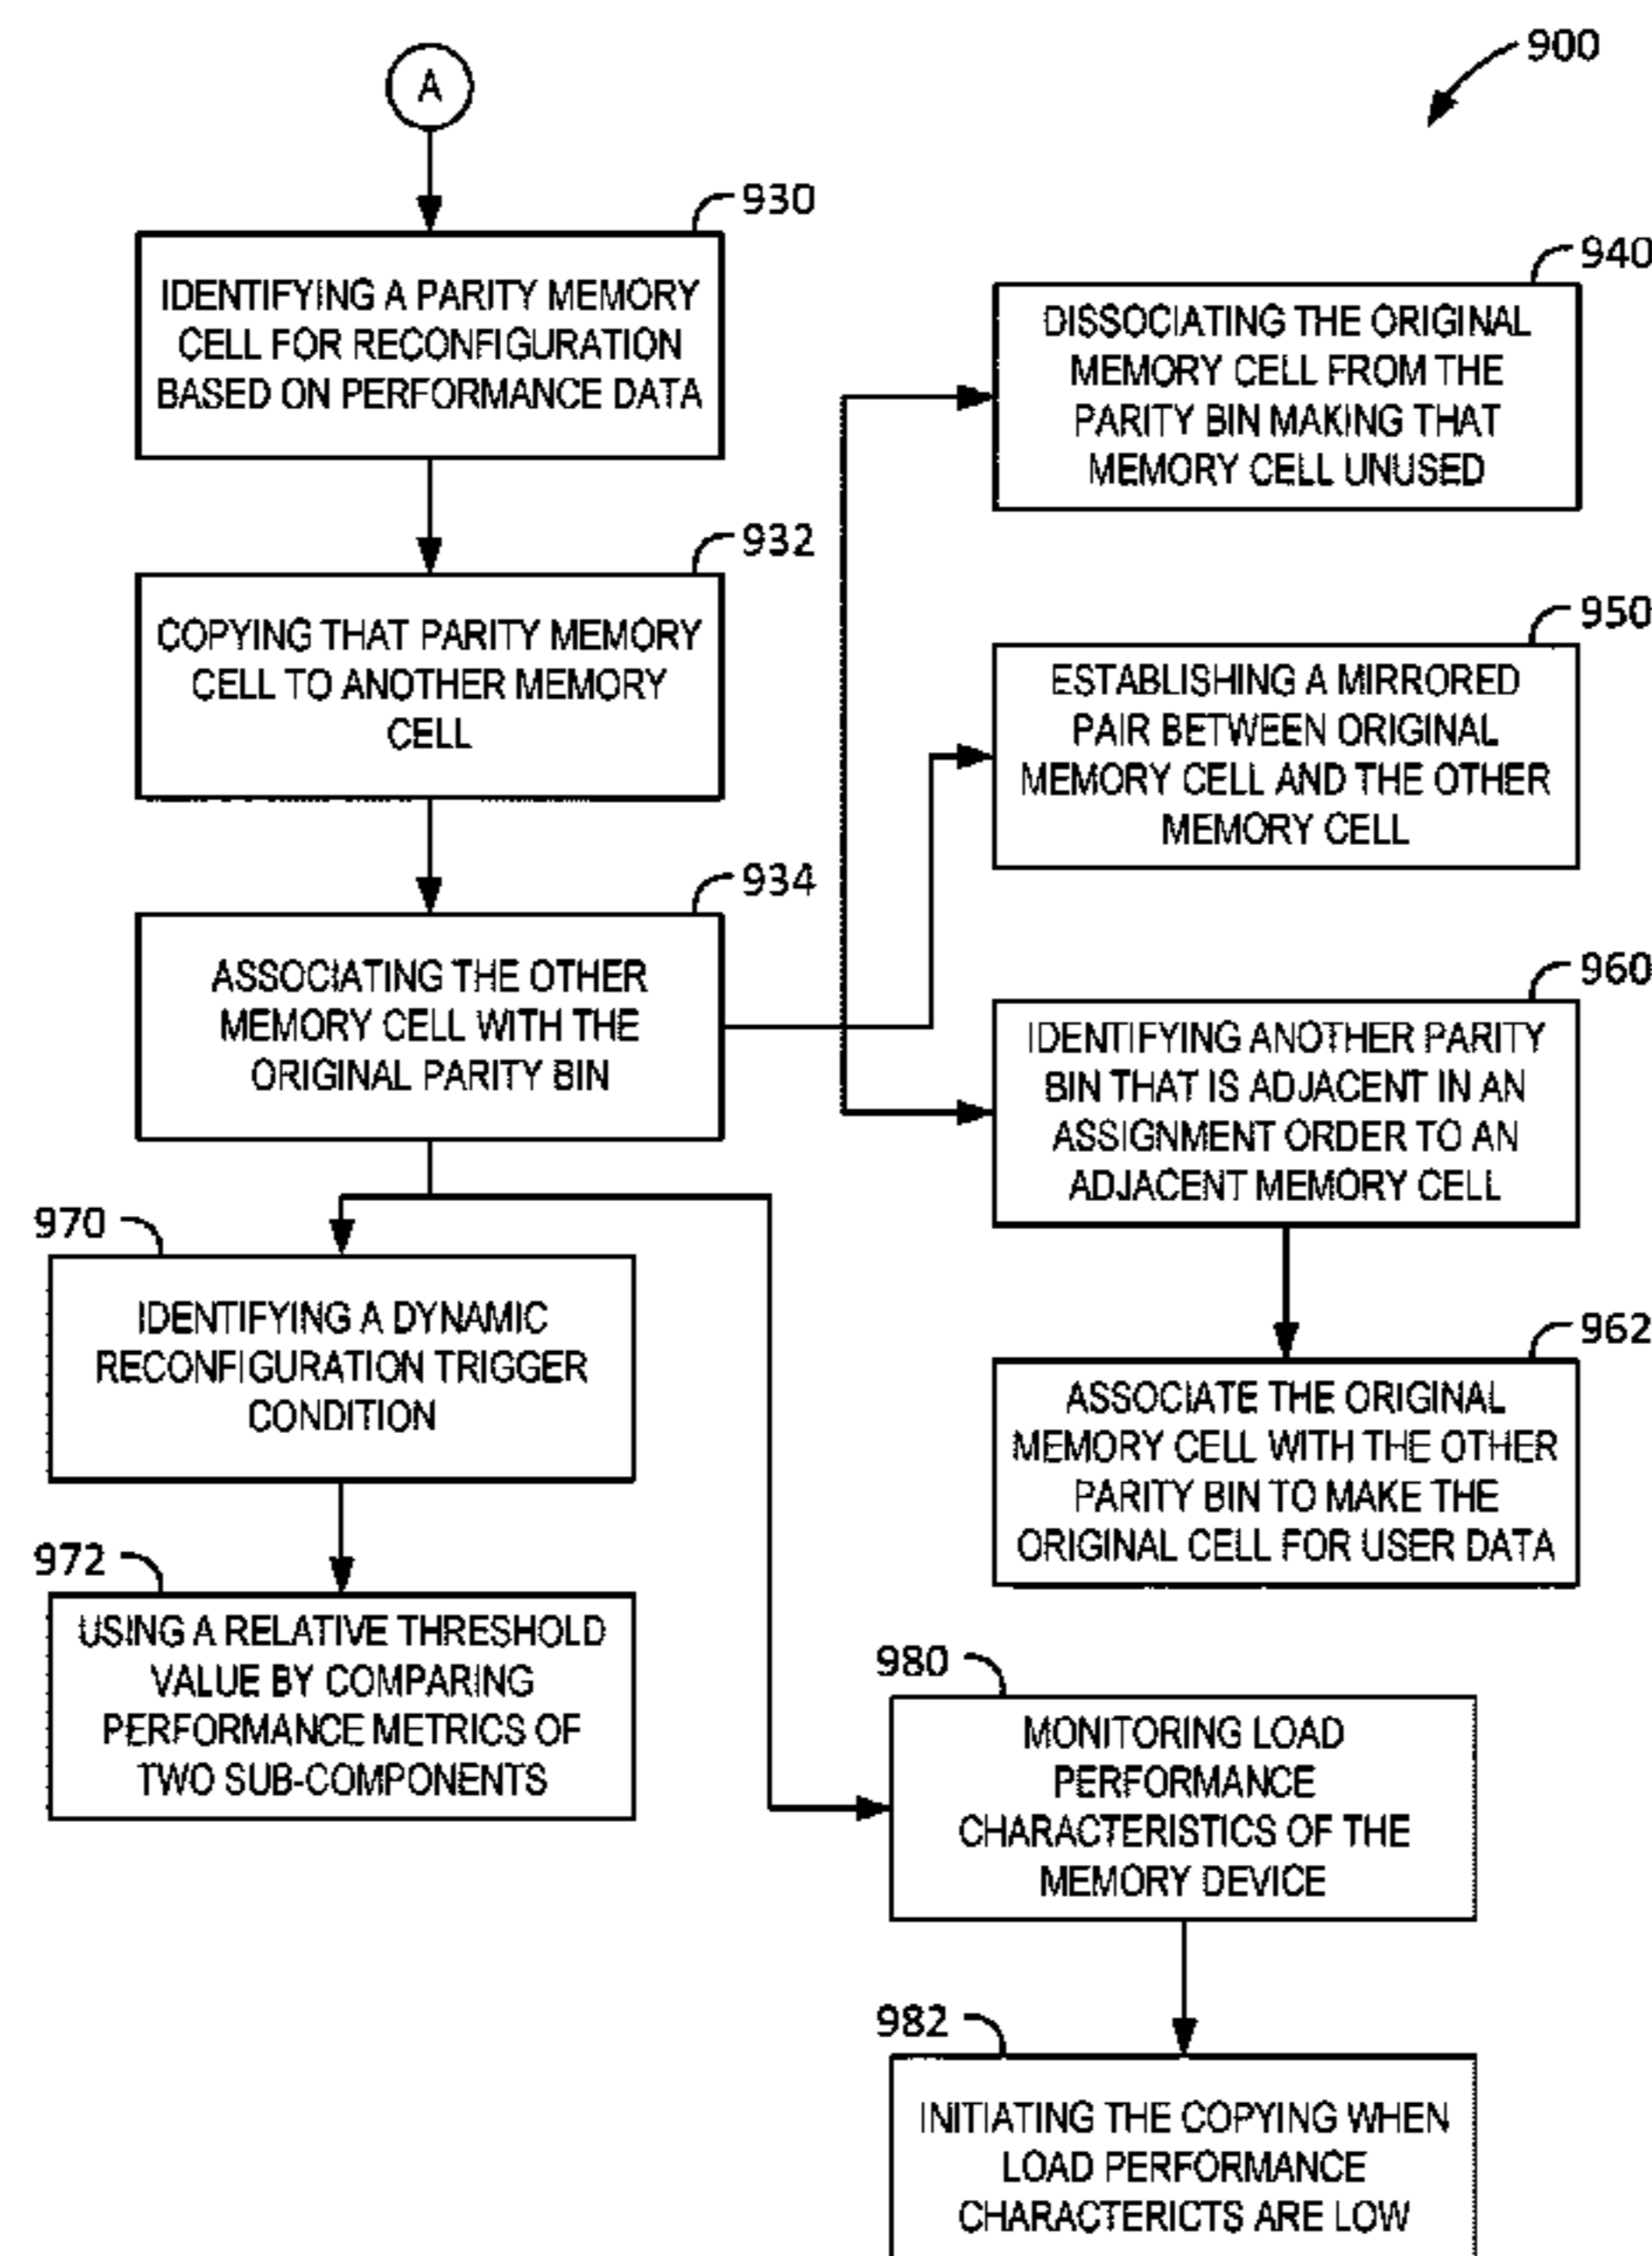 900
A
930
IDENTIFYING A PARITY MEMORY
CELL FOR RECONFIGURATION
BASED ON PERFORMANCE DATA
932
COPYING THAT PARITY MEMORY
CELL TO ANOTHER MEMORY
CELL
934
ASSOCIATING THE OTHER
MEMORY CELL WITH THE
ORIGINAL PARITY BIN
940
DISSOCIATING THE ORIGINAL
MEMORY CELL FROM THE
PARITY BIN MAKING THAT
MEMORY CELL UNUSED
950
ESTABLISHING A MIRRORED
PAIR BETWEEN ORIGINAL
MEMORY CELL AND THE OTHER
MEMORY CELL
960
IDENTIFYING ANOTHER PARITY
BIN THAT IS ADJACENT IN AN
ASSIGNMENT ORDER TO AN
ADJACENT MEMORY CELL
962
ASSOCIATE THE ORIGINAL
MEMORY CELL WITH THE OTHER
PARITY BIN TO MAKE THE
ORIGINAL CELL FOR USER DATA
970
IDENTIFYING A DYNAMIC
RECONFIGURATION TRIGGER
CONDITION
972
USING A RELATIVE THRESHOLD
VALUE BY COMPARING
PERFORMANCE METRICS OF
TWO SUB-COMPONENTS
980
MONITORING LOAD
PERFORMANCE
CHARACTERISTICS OF THE
MEMORY DEVICE
982
INITIATING THE COPYING WHEN
LOAD PERFORMANCE
CHARACTERICTS ARE LOW